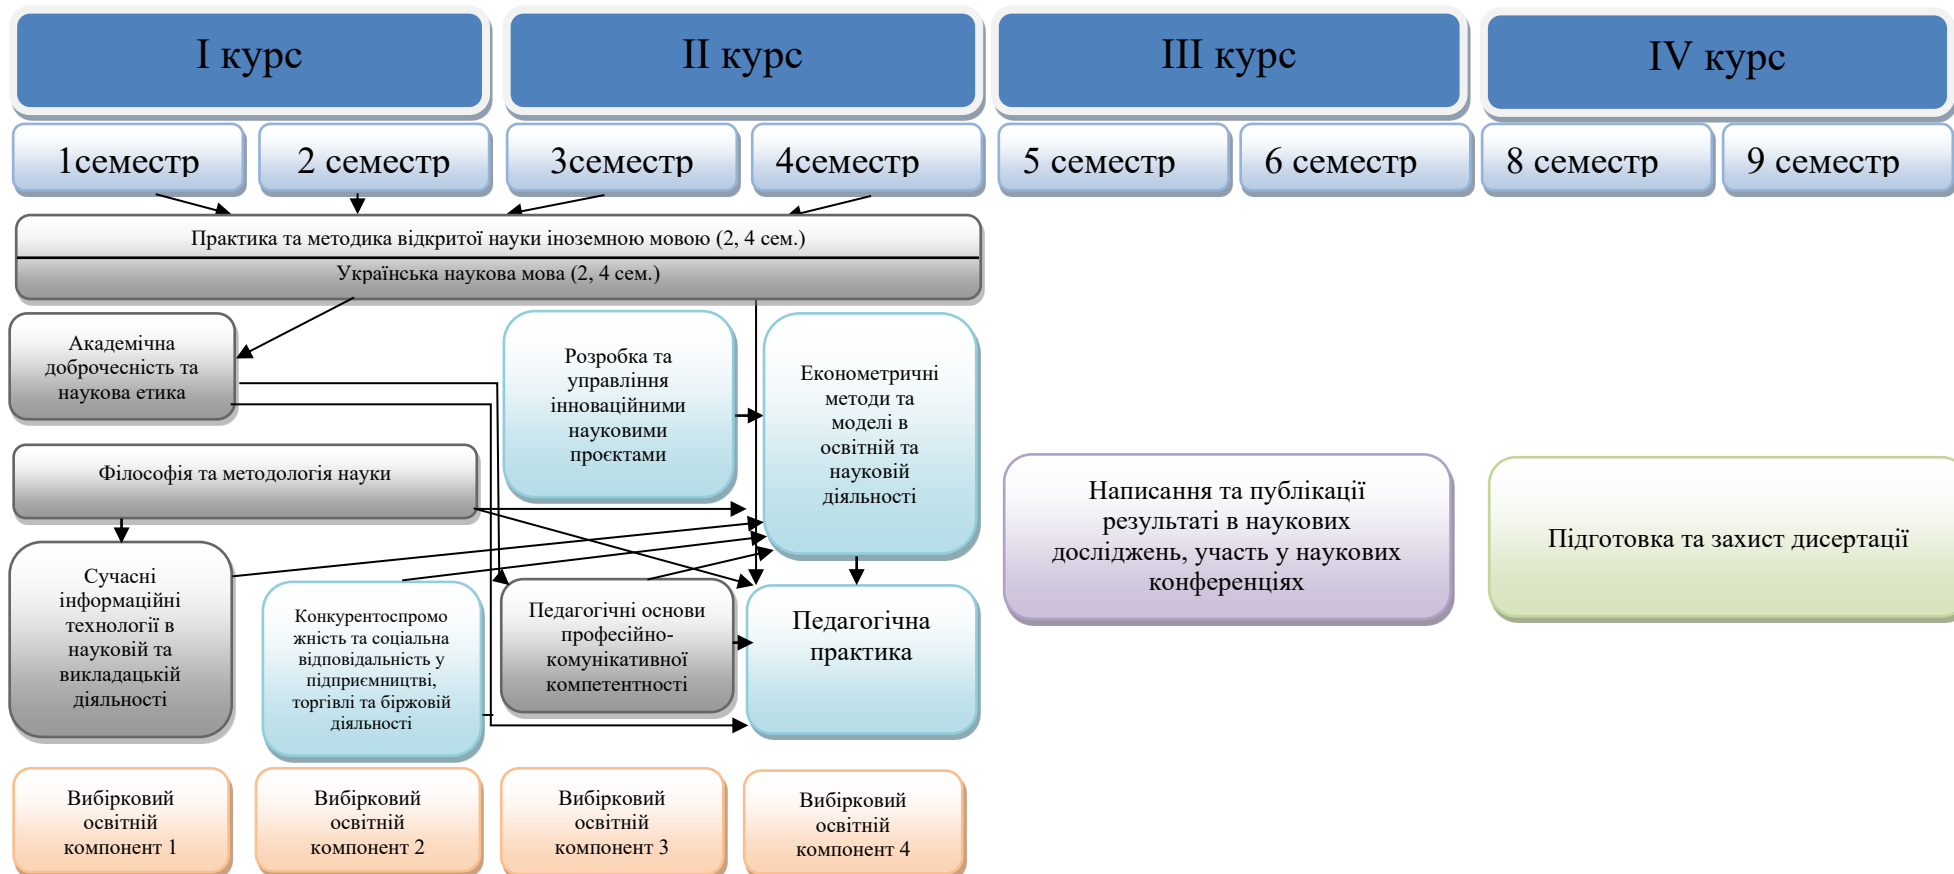 I курс
II курс
III курс
IV курс
1семестр
2 семестр
3семестр
4семестр
5 семестр
6 семестр
8 семестр
9 семестр
Практика та методика відкритої науки іноземною мовою (2, 4 сем.)
Українська наукова мова (2, 4 сем.)
Академічна
доброчесність та
наукова етика
Розробка та
управління
інноваційними
науковими
проєктами
Економетричні
методи та
моделі в
освітній та
науковій
діяльності
Філософія та методологія науки
Написання та публікації
результаті в наукових
досліджень, участь у наукових
конференціях
Підготовка та захист дисертації
Сучасні
інформаційні
технології в
науковій та
викладацькій
діяльності
Конкурентоспромо
жність та соціальна
відповідальність у
підприємництві,
торгівлі та біржовій
діяльності
Педагогічні основи
професійно-
комунікативної
компетентності
Педагогічна
практика
Вибірковий
освітній
компонент 1
Вибірковий
освітній
компонент 2
Вибірковий
освітній
компонент 3
Вибірковий
освітній
компонент 4